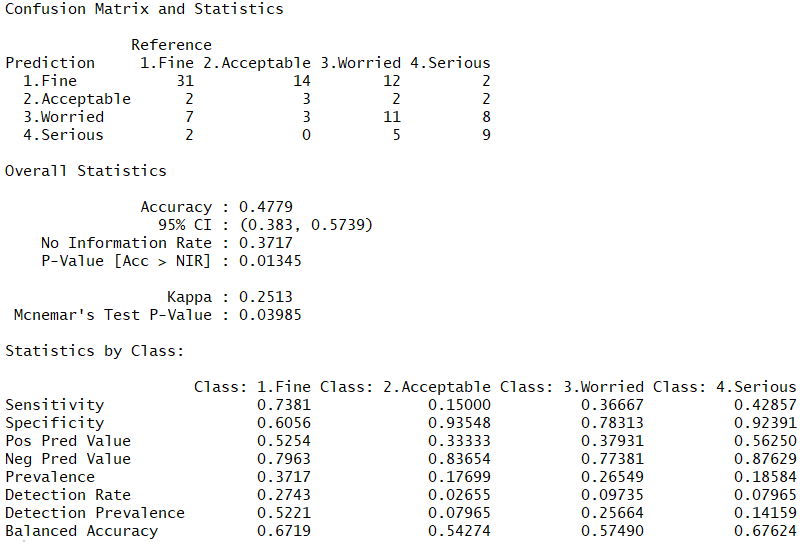 Confusion Matrix and Statistics
Reference
Prediction 1.Fine 2.Acceptable 3.Worried 4.Serious
1.Fine 31 14 12 2
2.Acceptable 2 3 2 2
3.Worried 7 3 11 8
4.Serious 2 0 5 9
Overall Statistics
Accuracy : 0.4779
95% CI : (0.383, 0.5739)
No Information Rate : 0.3717
P-Value [Acc > NIR] : 0.01345
Kappa : 0.2513
Mcnemar's Test P-Value : 0.03985
Statistics by Class:
Class: 1.Fine Class: 2.Acceptable Class: 3.Worried Class: 4.Serious
Sensitivity 0.7381 0.15000 0.36667 0.42857
Specificity 0.6056 0.93548 0.78313 0.92391
Pos Pred Value 0.5254 0.33333 0.37931 0.56250
Neg Pred Value 0.7963 0.83654 0.77381 0.87629
Prevalence 0.3717 0.17699 0.26549 0.18584
Detection Rate 0.2743 0.02655 0.09735 0.07965
Detection Prevalence 0.5221 0.07965 0.25664 0.14159
Balanced Accuracy 0.6719 0.54274 0.57490 0.67624